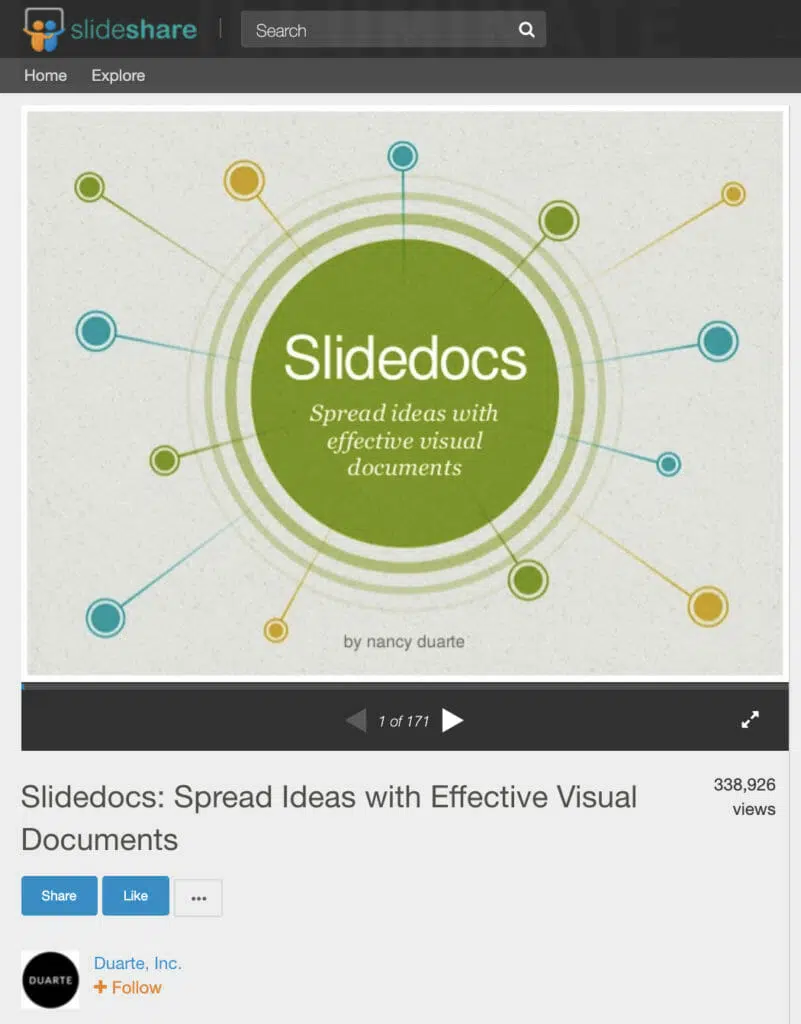 slideshare | Search
Home Explore
Slidedocs
Spread ideas with
effective visual
documents
by nancy duarte
1 of 171
Slidedocs: Spread Ideas with Effective Visual
Documents
338,926
views
Share Like ...
DUARTE
Duarte, Inc.
+ Follow